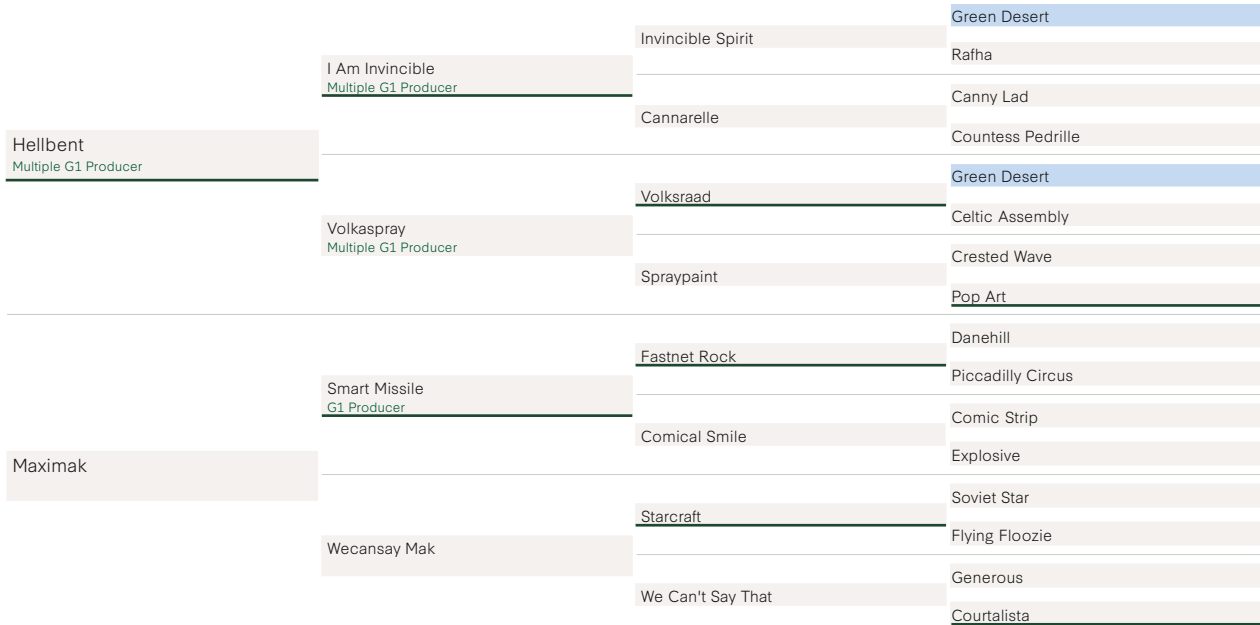 Hellbent
Multiple G1 Producer
I Am Invincible
Multiple G1 Producer
Invincible Spirit
Green Desert
Rafha
Cannarelle
Canny Lad
Countess Pedrille
Volkaspray
Multiple G1 Producer
Volksraad
Green Desert
Celtic Assembly
Spraypaint
Crested Wave
Pop Art
Maximak
Smart Missile
G1 Producer
Fastnet Rock
Danehill
Piccadilly Circus
Comical Smile
Comic Strip
Explosive
Wecansay Mak
Starcraft
Soviet Star
Flying Floozie
We Can't Say That
Generous
Courtalista